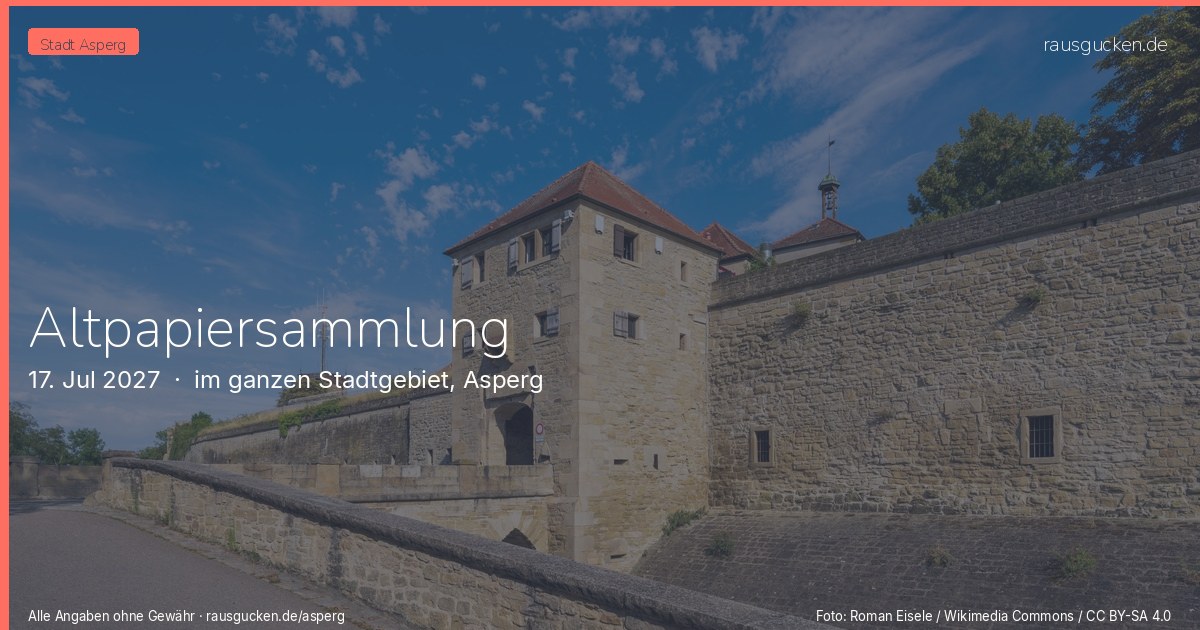 Stadt Asperg
rausgucken.de
Altpapiersammlung
17. Jul 2027 · im ganzen Stadtgebiet, Asperg
Alle Angaben ohne Gewähr · rausgucken.de/asperg
Foto: Roman Eisele / Wikimedia Commons / CC BY-SA 4.0